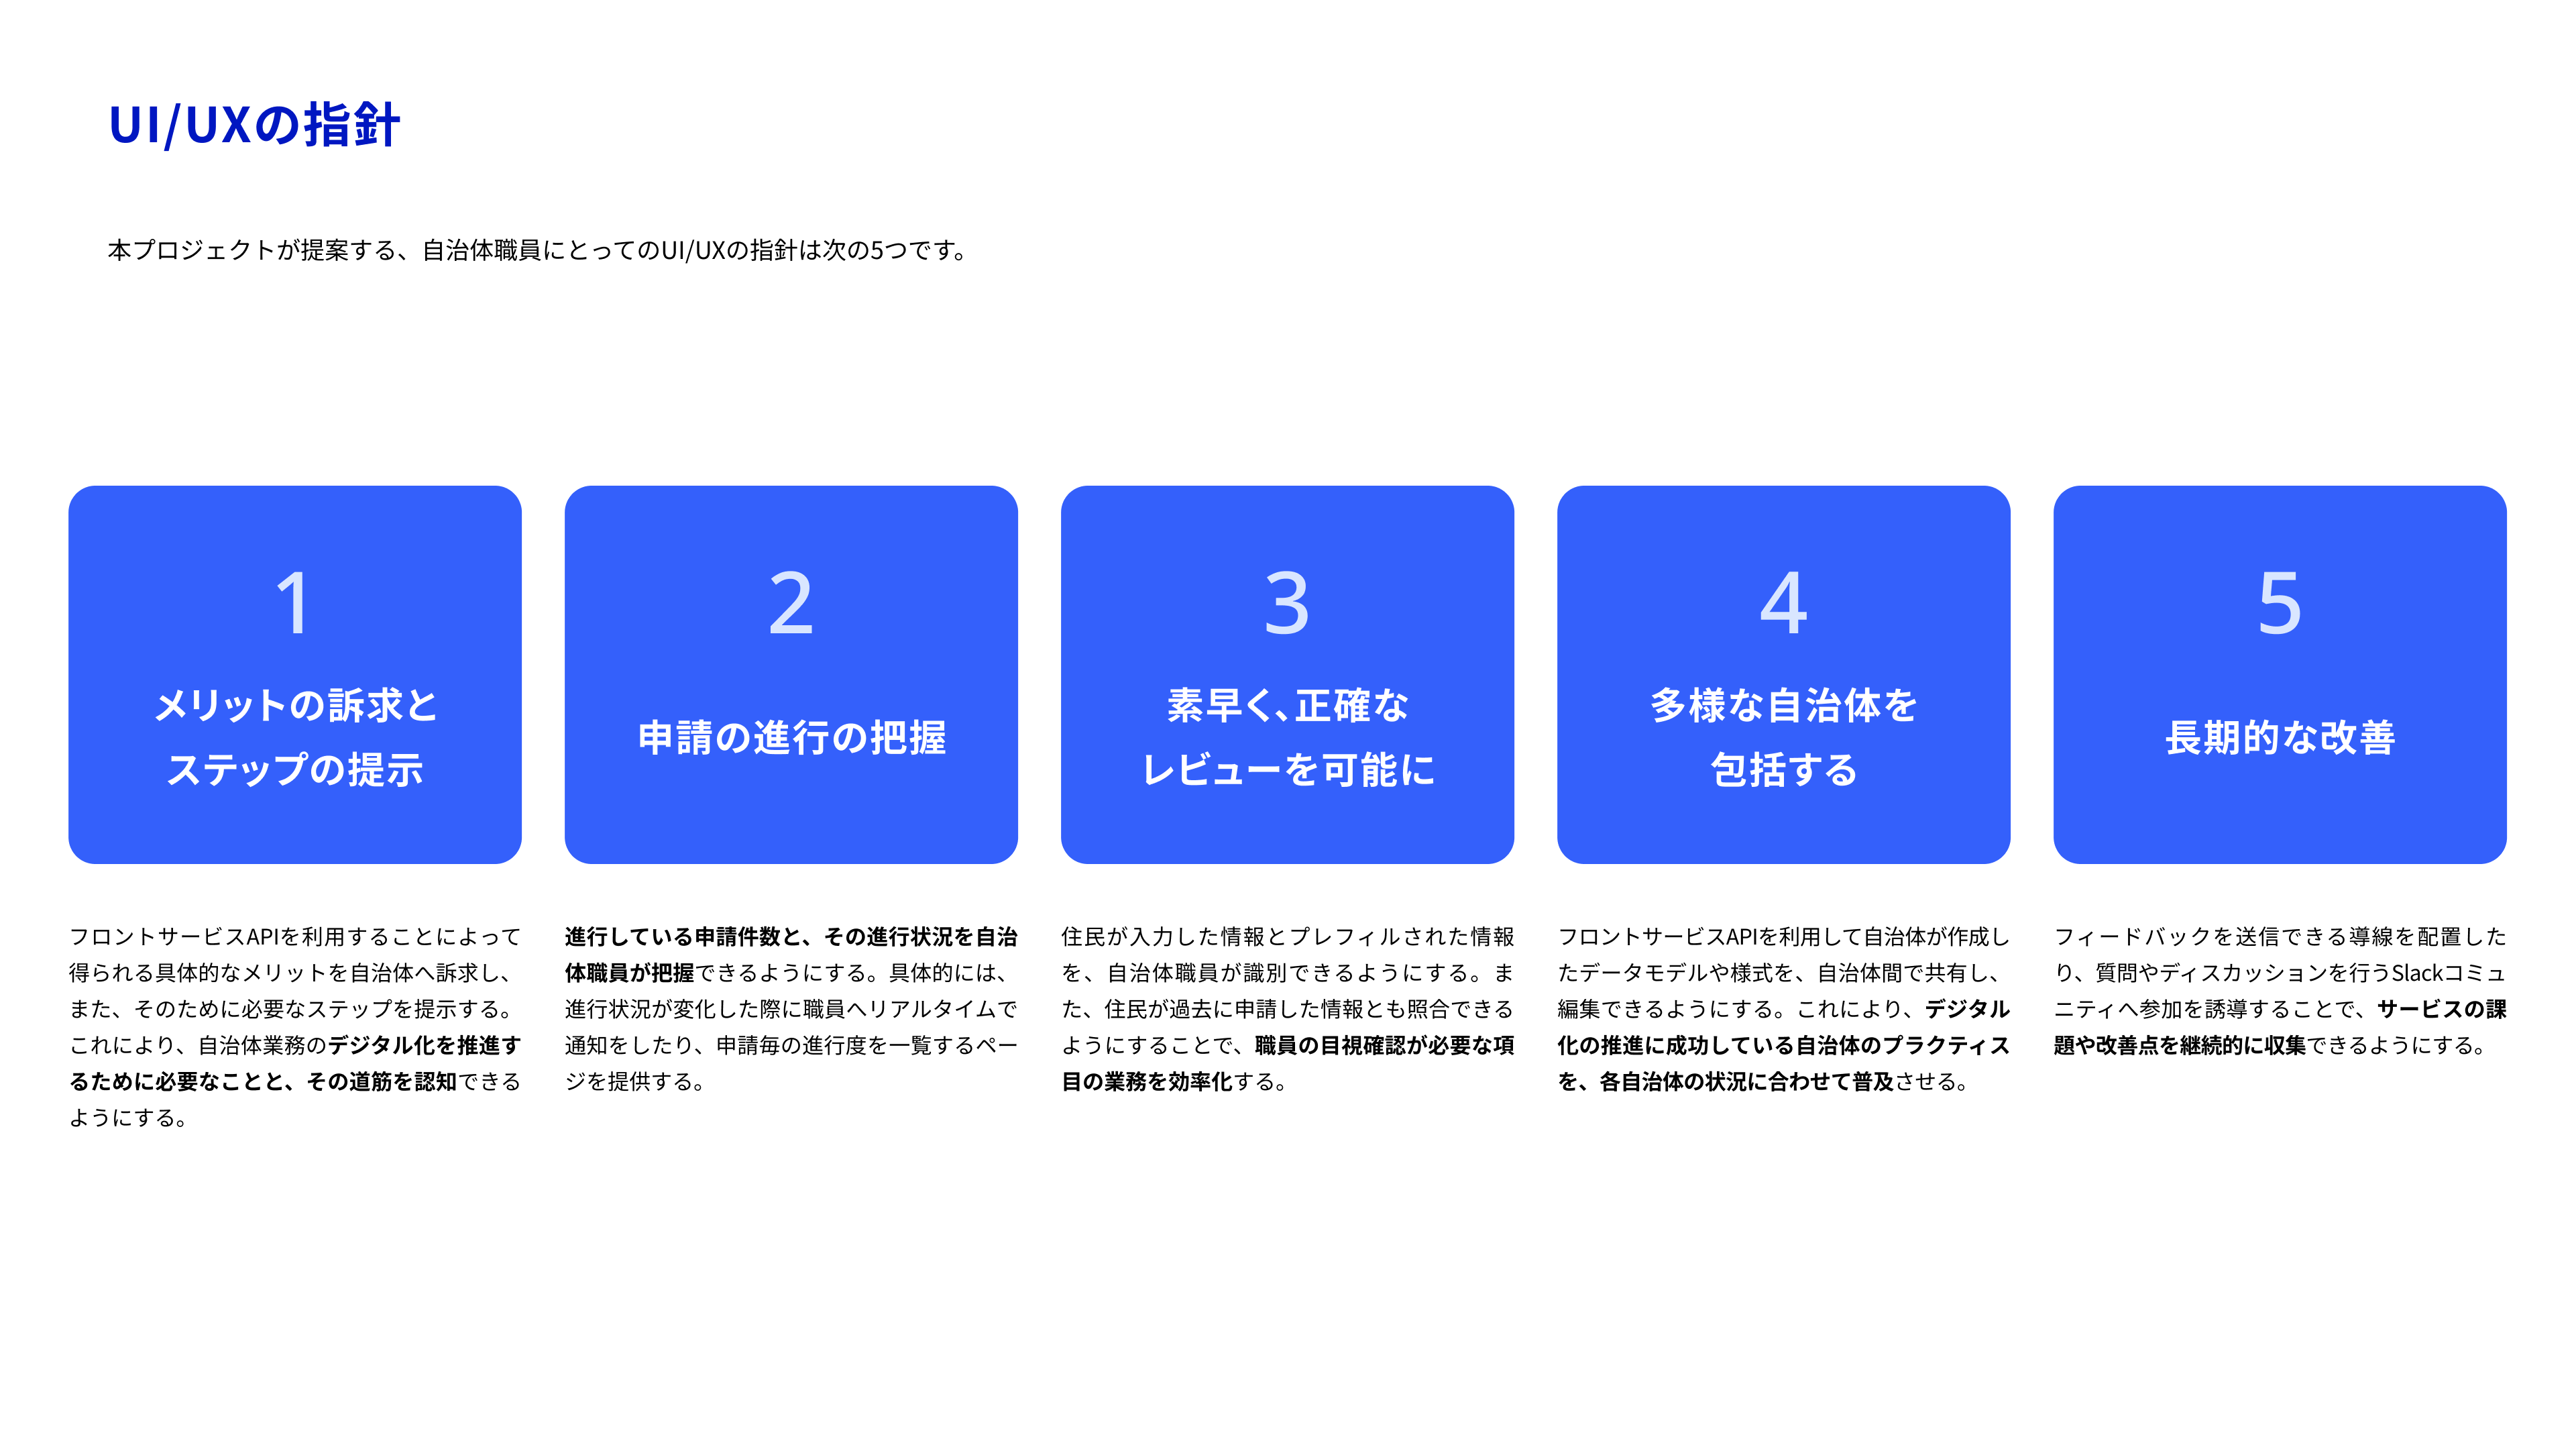 UI/UXの指針
本プロジェクトが提案する、自治体職員にとってのUI/UXの指針は次の5つです。
1
メリットの訴求と
ステップの提示
フロントサービスAPIを利用することによって
得られる具体的なメリットを自治体へ訴求し、
また、そのために必要なステップを提示する。
これにより、自治体業務のデジタル化を推進す
るために必要なことと、その道筋を認知できる
ようにする。
2
申請の進行の把握
進行している申請件数と、その進行状況を自治
体職員が把握できるようにする。具体的には、
進行状況が変化した際に職員へリアルタイムで
通知をしたり、申請毎の進行度を一覧するペー
ジを提供する。
3
素早く、正確な
レビューを可能に
住民が入力した情報とプレフィルされた情報
を、自治体職員が識別できるようにする。ま
た、住民が過去に申請した情報とも照合できる
ようにすることで、職員の目視確認が必要な項
目の業務を効率化する。
4
多様な自治体を
包括する
フロントサービスAPIを利用して自治体が作成し
たデータモデルや様式を、自治体間で共有し、
編集できるようにする。これにより、デジタル
化の推進に成功している自治体のプラクティス
を、各自治体の状況に合わせて普及させる。
5
長期的な改善
フィードバックを送信できる導線を配置した
り、質問やディスカッションを行うSlackコミュ
ニティへ参加を誘導することで、サービスの課
題や改善点を継続的に収集できるようにする。